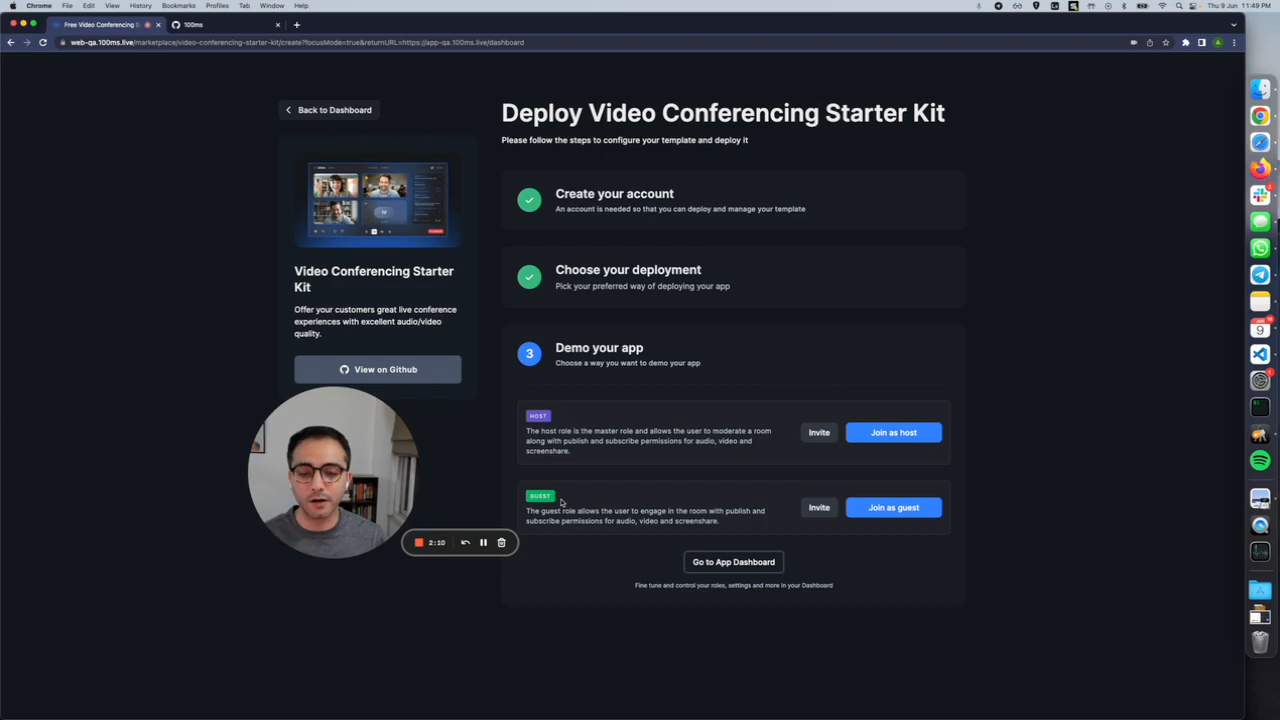 Chrome File Edit View History Bookmarks Profiles Tab Window Help
Thu 9 Jun 11:49 PM
Free Video Conferencing S
100ms
web-qa.100ms.live/marketplace/video-conferencing-starter-kit/create?focusMode=true&returnURL=https://app-qa.100ms.live/dashboard
Back to Dashboard
Video Conferencing Starter
Kit
Offer your customers great live conference
experiences with excellent audio/video
quality.
View on Github
Deploy Video Conferencing Starter Kit
Please follow the steps to configure your template and deploy it
Create your account
An account is needed so that you can deploy and manage your template
Choose your deployment
Pick your preferred way of deploying your app
3
Demo your app
Choose a way you want to demo your app
HOST
The host role is the master role and allows the user to moderate a room
along with publish and subscribe permissions for audio, video and
screenshare.
Invite
Join as host
GUEST
The guest role allows the user to engage in the room with publish and
subscribe permissions for audio, video and screenshare.
Invite
Join as guest
Go to App Dashboard
Fine tune and control your roles, settings and more in your Dashboard
2:10